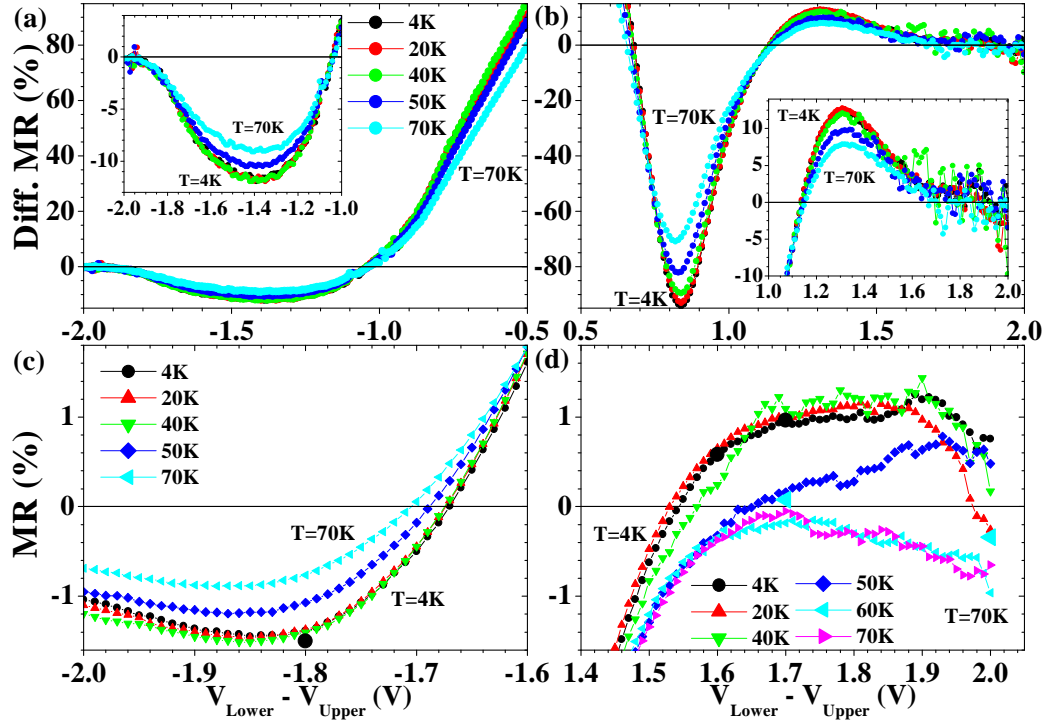 (a)
Diff. MR (%)
80
60
40
20
0
-2.0
-1.5
-1.0
-0.5
0
-5
-10
-2.0
-1.8
-1.6
-1.4
-1.2
-1.0
T=70K
T=4K
4K
20K
40K
50K
70K
T=70K
(b)
0
-20
-40
-60
-80
0.5
1.0
1.5
2.0
T=70K
T=4K
10
5
0
-5
-10
1.0
1.2
1.4
1.6
1.8
2.0
T=4K
T=70K
(c)
MR (%)
1
0
-1
-2.0
-1.9
-1.8
-1.7
-1.6
V Lower - V Upper (V)
4K
20K
40K
50K
70K
T=70K
T=4K
(d)
1
0
-1
1.4
1.5
1.6
1.7
1.8
1.9
2.0
V Lower - V Upper (V)
T=4K
4K
20K
40K
50K
60K
70K
T=70K